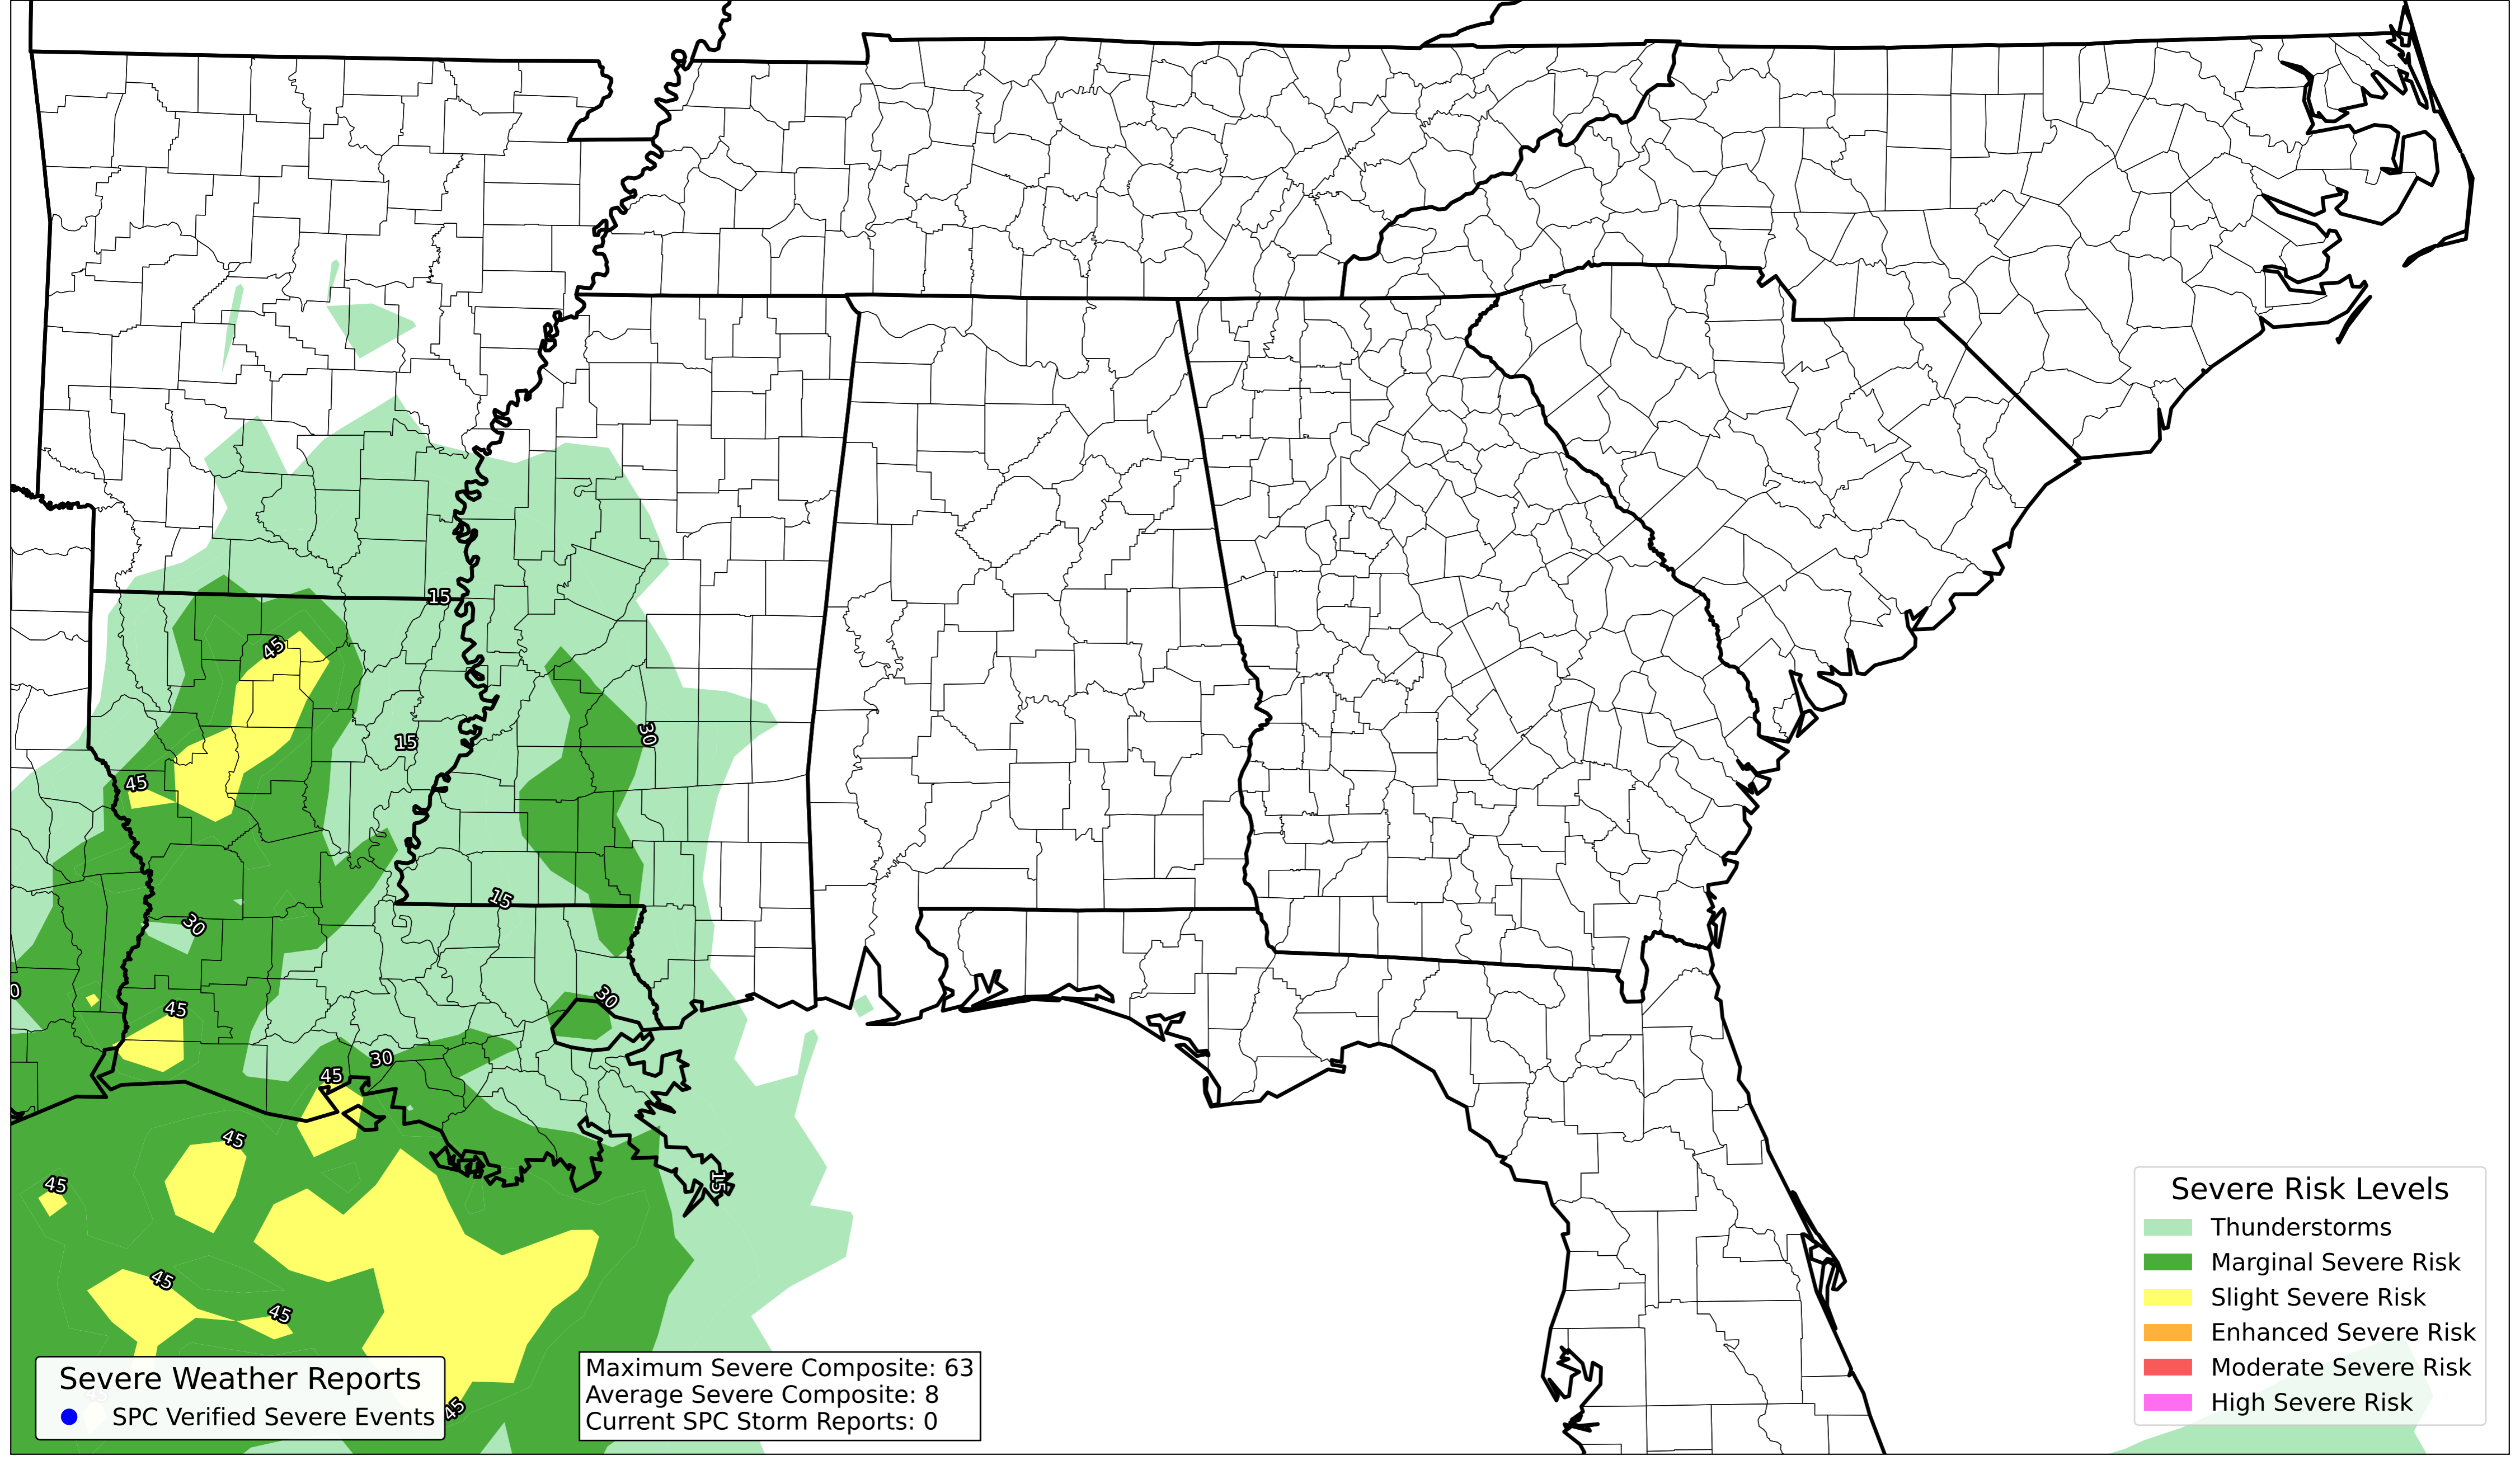 15
45
30
15
45
15
30
0
30
45
30
45
45
15
45
45
45
45
Severe Risk Levels
Thunderstorms
Marginal Severe Risk
Slight Severe Risk
Enhanced Severe Risk
Moderate Severe Risk
High Severe Risk
Severe Weather Reports
SPC Verified Severe Events
Maximum Severe Composite: 63
Average Severe Composite: 8
Current SPC Storm Reports: 0